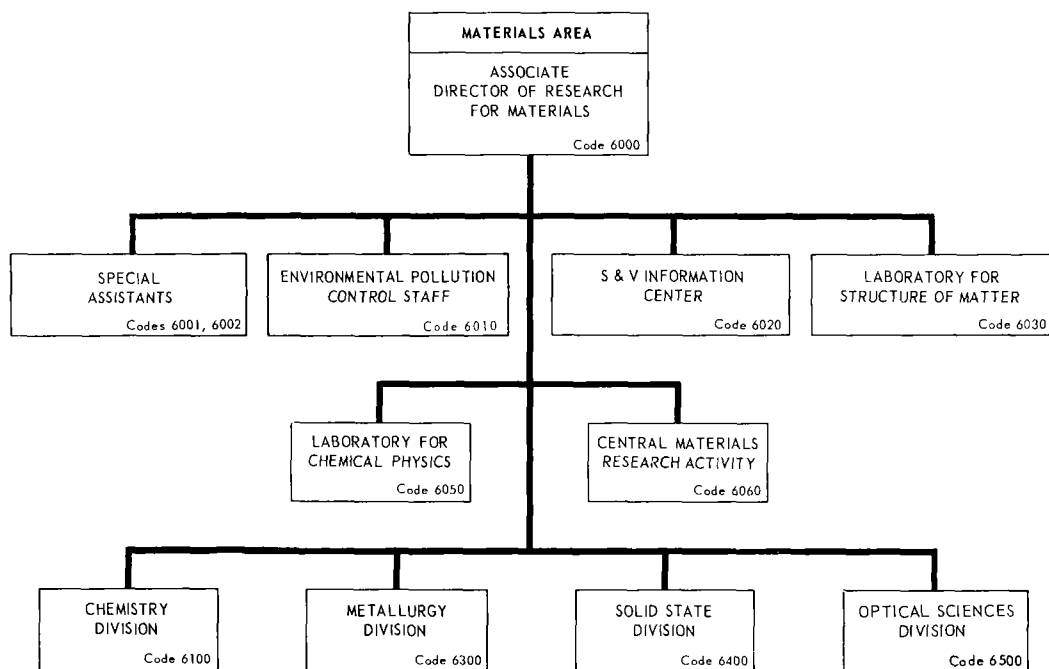 MATERIALS AREA
ASSOCIATE
DIRECTOR OF RESEARCH
FOR MATERIALS
Code 6000
SPECIAL
ASSISTANTS
Codes 6001, 6002
ENVIRONMENTAL POLLUTION
CONTROL STAFF
Code 6010
S & V INFORMATION
CENTER
Code 6020
LABORATORY FOR
STRUCTURE OF MATTER
Code 6030
LABORATORY FOR
CHEMICAL PHYSICS
Code 6050
CENTRAL MATERIALS
RESEARCH ACTIVITY
Code 6060
CHEMISTRY
DIVISION
Code 6100
METALLURGY
DIVISION
Code 6300
SOLID STATE
DIVISION
Code 6400
OPTICAL SCIENCES
DIVISION
Code 6500